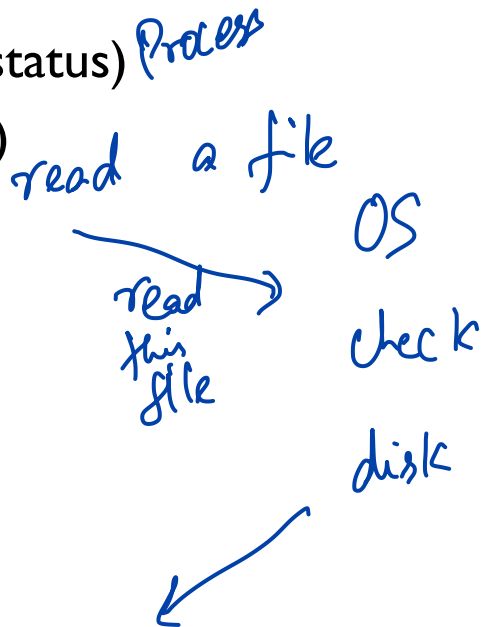 status) Process
)
read a file
OS
read
this
file
check
disk